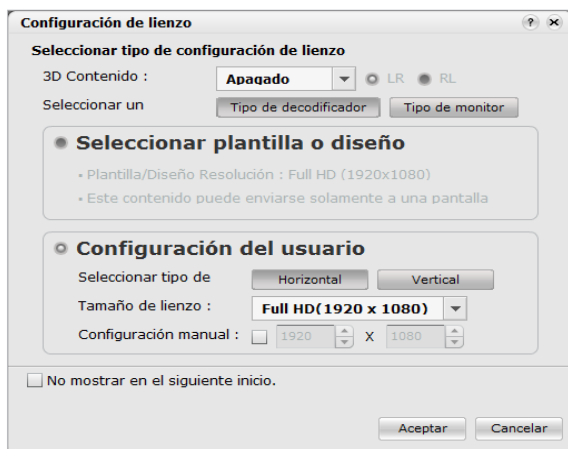 Configuración de lienzo
Seleccionar tipo de configuración de lienzo
3D Contenido : Apagado LR RL
Seleccionar un Tipo de decodificador Tipo de monitor
Seleccionar plantilla o diseño
Plantilla/Diseño Resolución : Full HD (1920x1080)
Este contenido puede enviarse solamente a una pantalla
Configuración del usuario
Seleccionar tipo de Horizontal Vertical
Tamaño de lienzo : Full HD(1920 x 1080)
Configuración manual : 1920 X 1080
No mostrar en el siguiente inicio.
Aceptar Cancelar